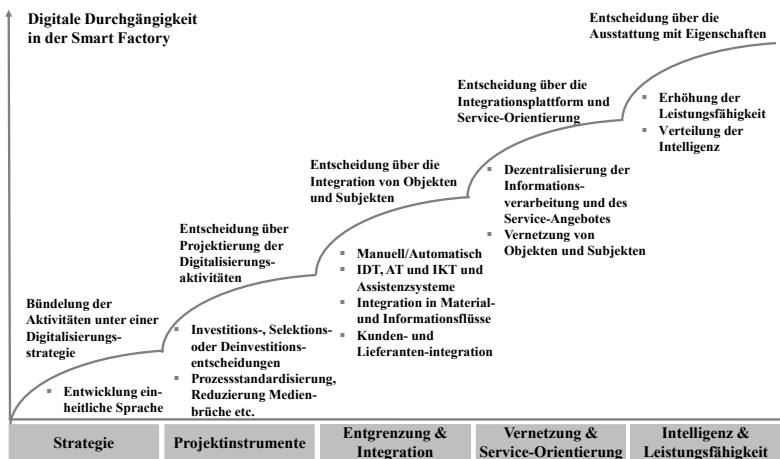 Digitale Durchgängigkeit
in der Smart Factory
Bündelung der
Aktivitäten unter einer
Digitalisierungs-
strategie
▪ Entwicklung ein-
heitliche Sprache
Entscheidung über
Projektierung der
Digitalisierungs-
aktivitäten
▪ Investitions-, Selektions-
oder Deinvestitions-
entscheidungen
▪ Prozessstandardisierung,
Reduzierung Medien-
brüche etc.
Entscheidung über die
Integration von Objekten
und Subjekten
▪ Manuell/Automatisch
▪ IDT, AT und IKT und
Assistenzsysteme
▪ Integration in Material-
und Informationsflüsse
▪ Kunden- und
Lieferanten-integration
Entscheidung über die
Integrationsplattform und
Service-Orientierung
▪ Dezentralisierung der
Informations-
verarbeitung und des
Service-Angebotes
▪ Vernetzung von
Objekten und Subjekten
Entscheidung über die
Ausstattung mit Eigenschaften
▪ Erhöhung der
Leistungsfähigkeit
▪ Verteilung der
Intelligenz
Strategie
Projektinstrumente
Entgrenzung &
Integration
Vernetzung &
Service-Orientierung
Intelligenz &
Leistungsfähigkeit